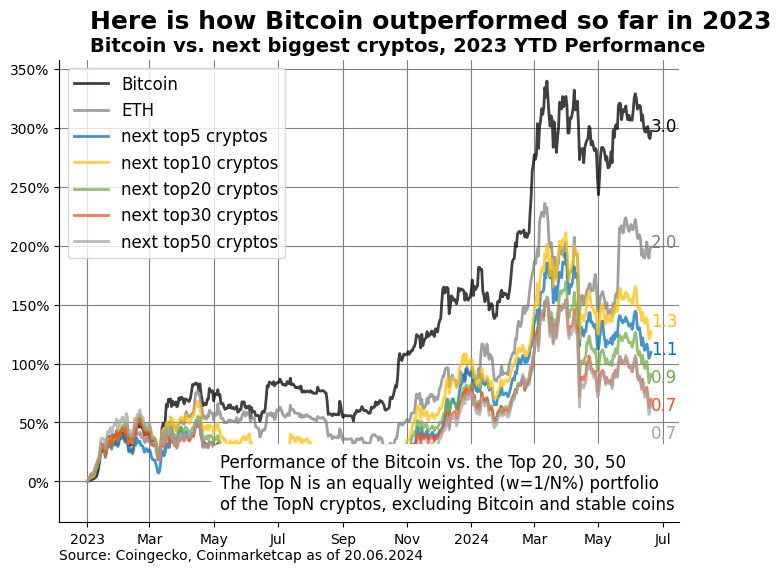 Here is how Bitcoin outperformed so far in 2023
Bitcoin vs. next biggest cryptos, 2023 YTD Performance
350%
300%
250%
200%
150%
100%
50%
0%
Bitcoin
ETH
next top5 cryptos
next top10 cryptos
next top20 cryptos
next top30 cryptos
next top50 cryptos
3.0
2.0
1.3
1.1
0.9
0.7
0.7
Performance of the Bitcoin vs. the Top 20, 30, 50
The Top N is an equally weighted (w=1/N%) portfolio
of the TopN cryptos, excluding Bitcoin and stable coins
2023 Mar May Jul Sep Nov 2024 Mar May Jul
Source: Coingecko, Coinmarketcap as of 20.06.2024